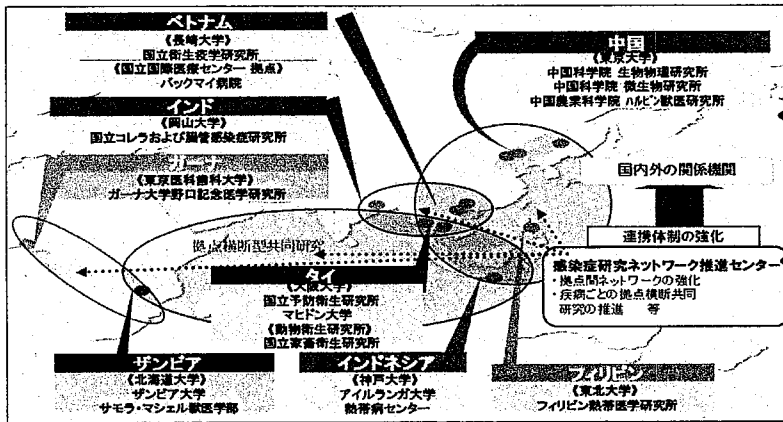 ベトナム
《長崎大学》
国立衛生疫学研究所
《国立国際医療センター 拠点》
バックマイ病院
中国
《東京大学》
中国科学院 生物物理研究所
中国科学院 微生物研究所
中国農業科学院 ハルビン獣医研究所
インド
《岡山大学》
国立コレラおよび腸管感染症研究所
ガーナ
《東京医科歯科大学》
ガーナ大学野口記念医学研究所
国内外の関係機関
連携体制の強化
感染症研究ネットワーク推進センター
・拠点間ネットワークの強化
・疾病ごとの拠点横断共同
研究の推進 等
拠点横断型共同研究
タイ
《大阪大学》
国立予防衛生研究所
マヒドン大学
《動物衛生研究所》
国立家畜衛生研究所
ザンビア
《北海道大学》
ザンビア大学
サモラ・マシェル獣医学部
インドネシア
《神戸大学》
アイルランガ大学
熱帯病センター
フィリピン
《東北大学》
フィリピン熱帯医学研究所